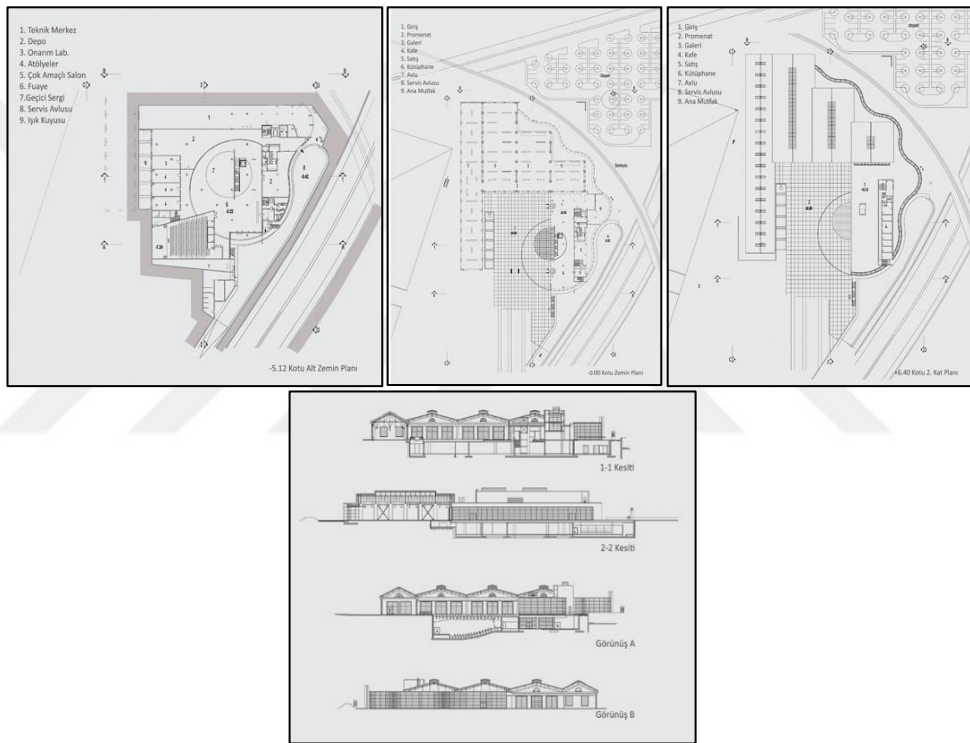 1. Teknik Merkez
2. Depo
3. Onarım Lab.
4. Atölyeler
5. Çok Amaçlı Salon
6. Fuaye
7.Geçici Sergi
8. Servis Avlusu
9. Işık Kuyusu
-5.12 Kotu Alt Zemin Planı
1. Giriş
2. Promenat
3. Galeri
4. Kafe
5. Satış
6. Kütüphane
7. Avlu
8. Servis Avlusu
9. Ana Mutfak
-0.00 Kotu Zemin Planı
1. Giriş
2. Promenat
3. Galeri
4. Kafe
5. Satış
6. Kütüphane
7. Avlu
8. Servis Avlusu
9. Ana Mutfak
+6.40 Kotu 2. Kat Planı
1-1 Kesiti
2-2 Kesiti
Görünüş A
Görünüş B